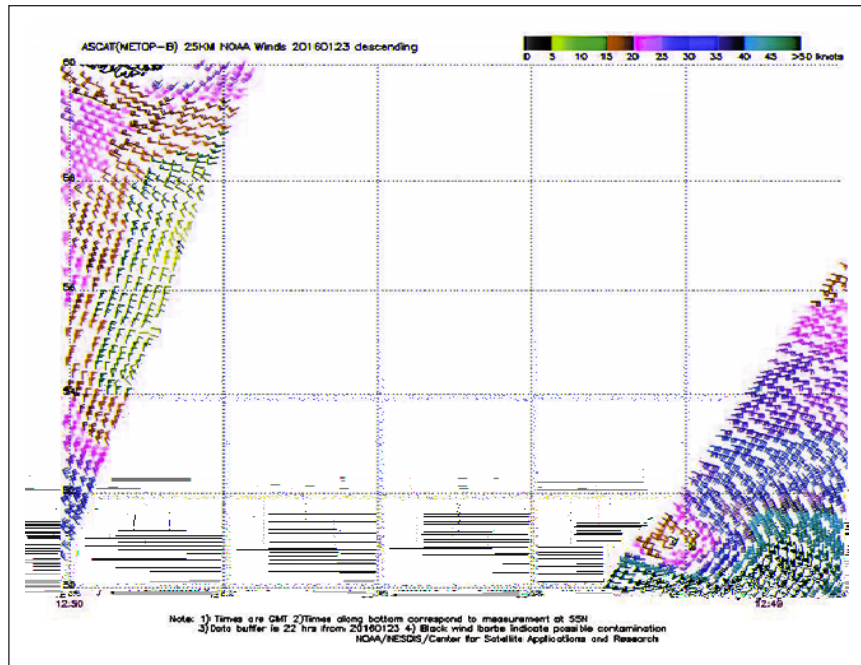 ASCAT(METOP-B) 25KM NOAA Winds 20160123 descending
0 5 10 15 20 25 30 35 40 45 >50 knots
60
58
56
54
12:50
12:49
Note: 1) Times are GMT 2)Times along bottom correspond to measurement at 55N
3)Data buffer is 22 hrs from 20160123 4) Black wind barbs indicate possible contamination
NOAA/NESDIS/Center for Satellite Applications and Research